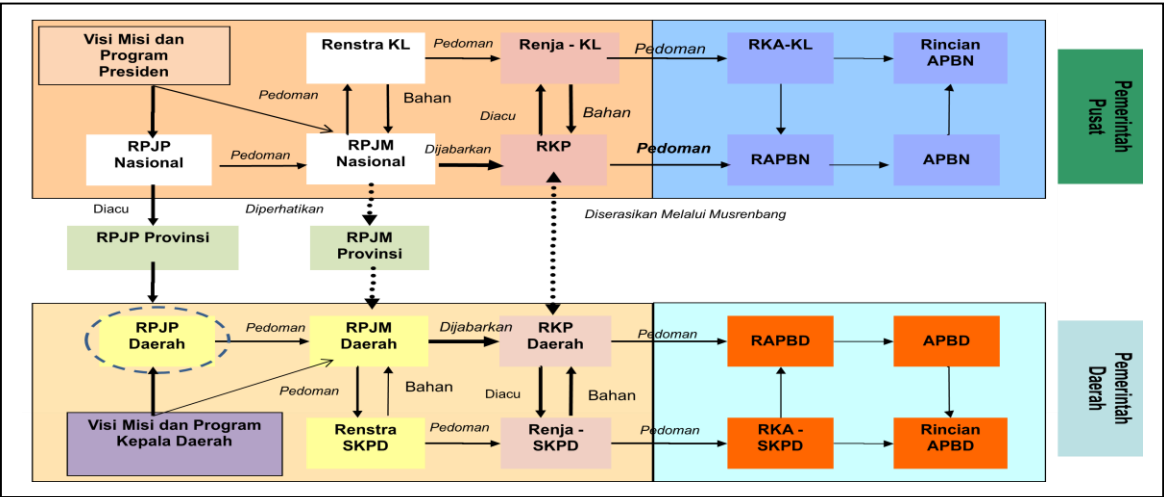 Visi Misi dan
Program
Presiden
Renstra KL
Pedoman
Renja - KL
Pedoman
RKA-KL
Rincian
APBN
Pedoman
Bahan
Diacu
Bahan
RPJP
Nasional
Pedoman
RPJM
Nasional
Dijabarkan
RKP
Pedoman
RAPBN
APBN
Pemerintah
Pusat
Diacu
Diperhatikan
Diserasikan Melalui Musrenbang
RPJP Provinsi
RPJM
Provinsi
RPJP
Daerah
Pedoman
RPJM
Daerah
Dijabarkan
RKP
Daerah
Pedoman
RAPBD
APBD
Pedoman
Bahan
Diacu
Bahan
Visi Misi dan Program
Kepala Daerah
Renstra
SKPD
Pedoman
Renja -
SKPD
Pedoman
RKA -
SKPD
Rincian
APBD
Pemerintah
Daerah